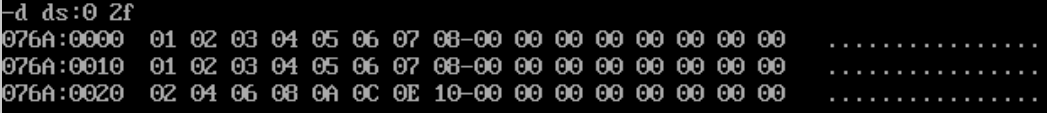 -d ds:0 2f
076A:0000  01 02 03 04 05 06 07 08-00 00 00 00 00 00 00 00   ................
076A:0010  01 02 03 04 05 06 07 08-00 00 00 00 00 00 00 00   ................
076A:0020  02 04 06 08 0A 0C 0E 10-00 00 00 00 00 00 00 00   ................